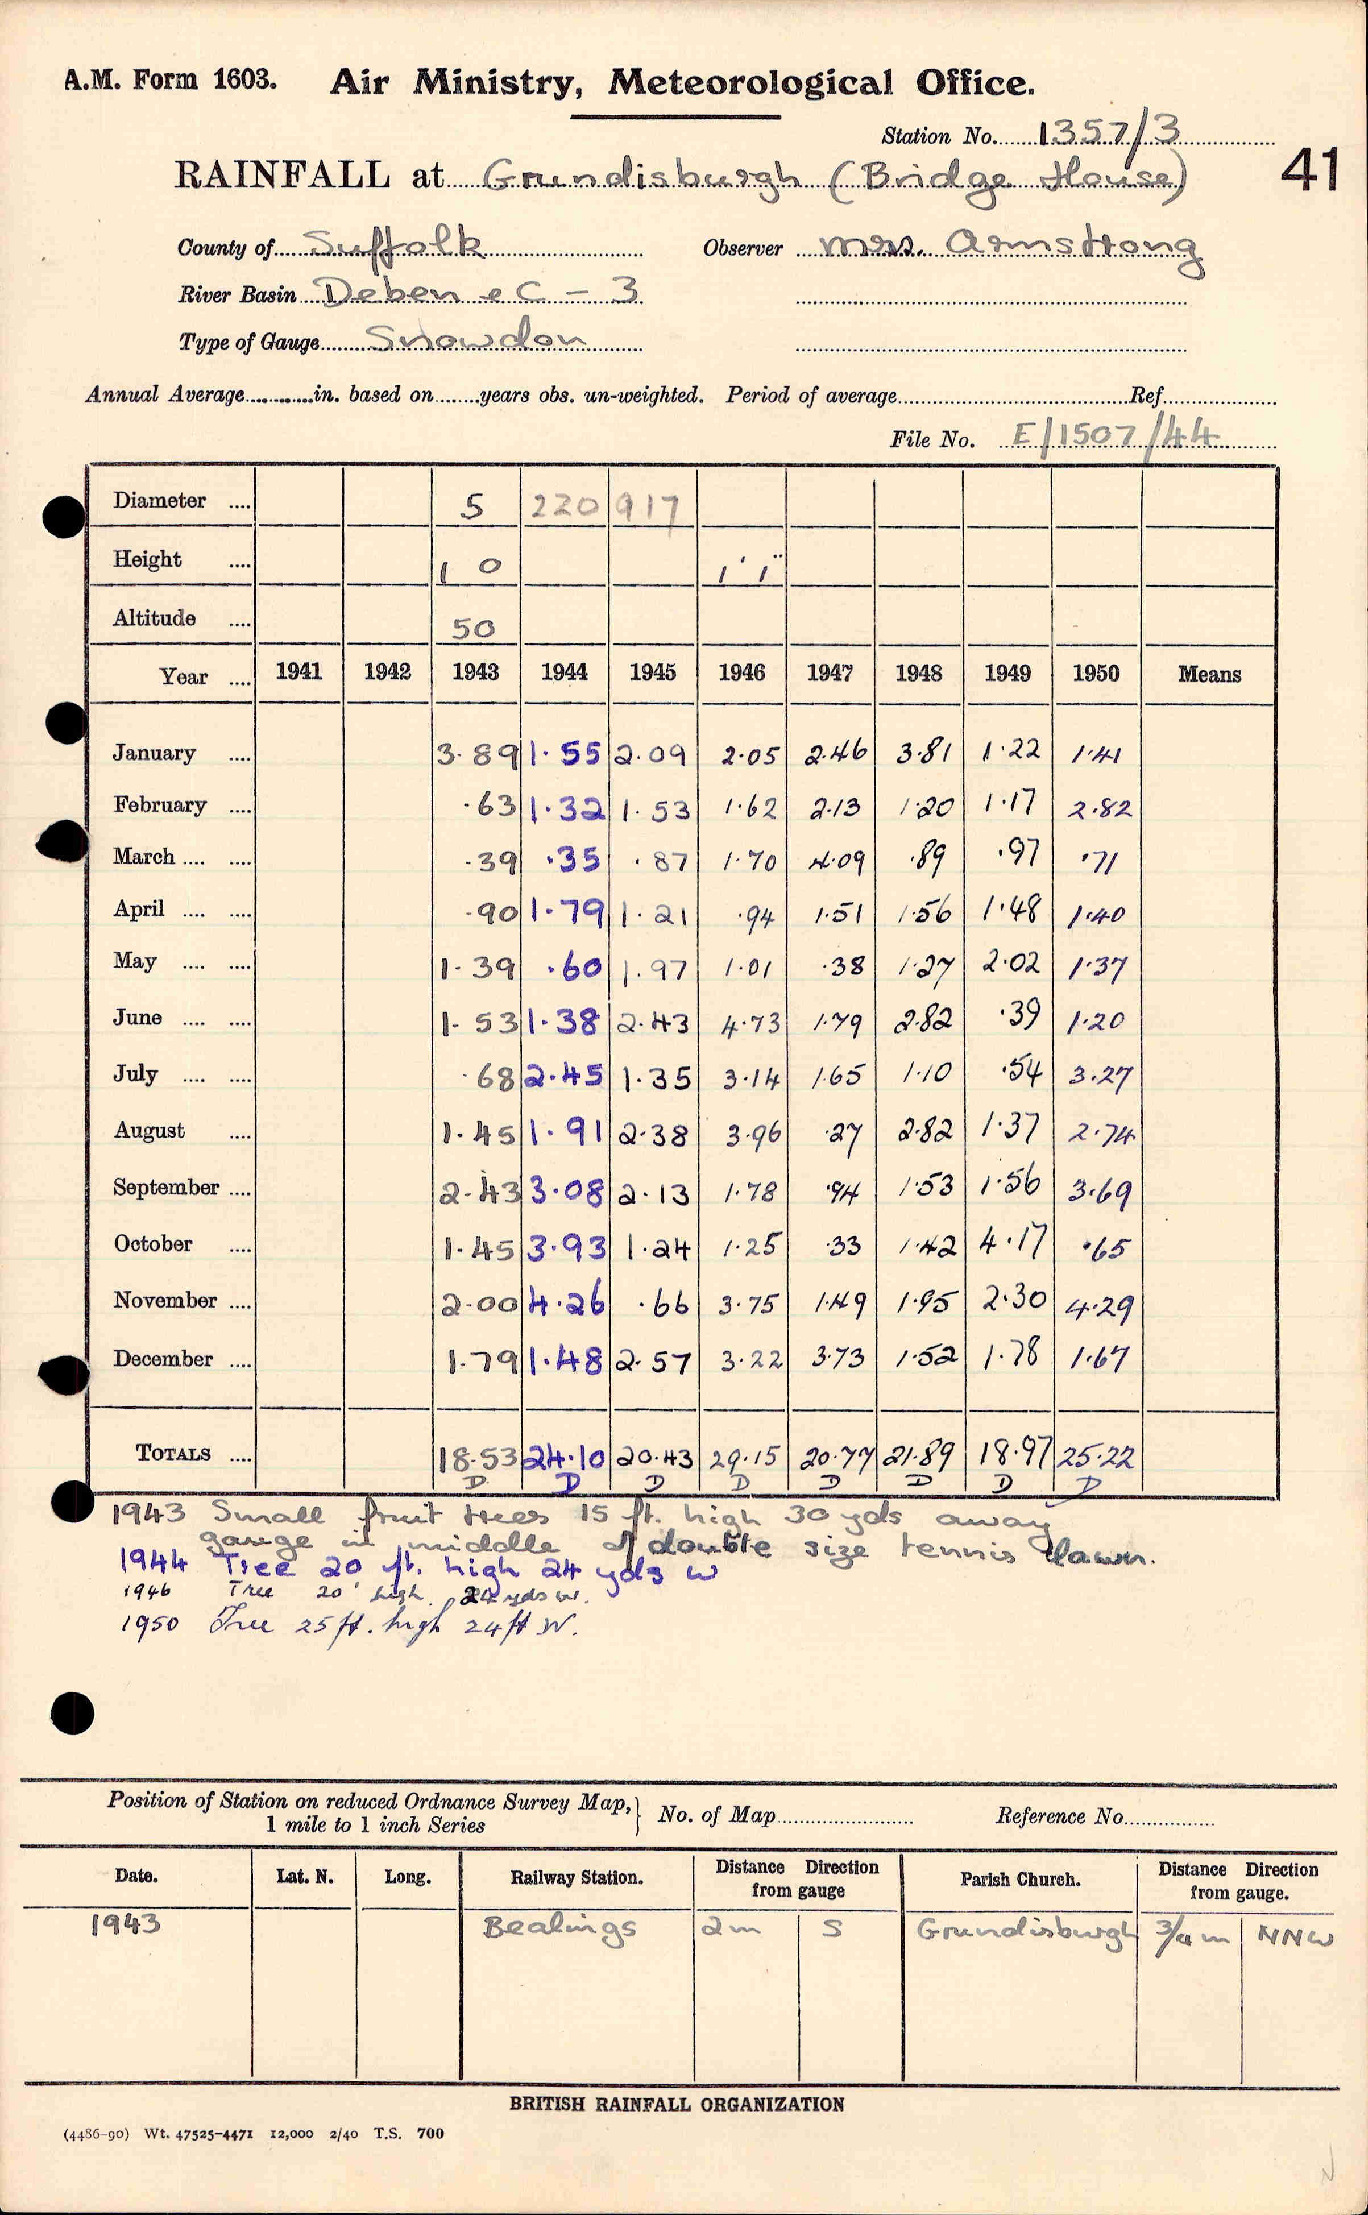 A.M. Form 1603. Air Ministry, Meteorological Office.
Station No. 1357/3
RAINFALL at Grundisburgh (Bridge House) 41
County of Suffolk Observer Mrs. Armstrong
River Basin Deben & C - 3
Type of Gauge Snowdon
Annual Average in. based on years obs. un-weighted. Period of average Ref.
File No. E/1507/44
Diameter .... 5 220 917
Height .... 1 0 1' 1"
Altitude .... 50
Year .... 1941 1942 1943 1944 1945 1946 1947 1948 1949 1950 Means
January .... 3.89 1.55 2.09 2.05 2.46 3.81 1.22 1.41
February .... .63 1.32 1.53 1.62 2.13 1.20 1.17 2.82
March .... .... .39 .35 .87 1.70 4.09 .89 .97 .71
April .... .... .90 1.79 1.21 .94 1.51 1.56 1.48 1.40
May .... .... 1.39 .60 1.97 1.01 .38 1.27 2.02 1.37
June .... .... 1.53 1.38 2.43 4.73 1.79 2.82 .39 1.20
July .... .... .68 2.45 1.35 3.14 1.65 1.10 .54 3.27
August .... 1.45 1.91 2.38 3.96 .27 2.82 1.37 2.74
September .... 2.43 3.08 2.13 1.78 .94 1.53 1.56 3.69
October .... 1.45 3.93 1.24 1.25 .33 1.42 4.17 .65
November .... 2.00 4.26 .66 3.75 1.49 1.95 2.30 4.29
December .... 1.79 1.48 2.57 3.22 3.73 1.52 1.78 1.67
TOTALS .... 18.53 24.10 20.43 29.15 20.77 21.89 18.97 25.22
D D D D D D D D
1943 Small fruit trees 15 ft. high 30 yds away
gauge in middle of double size tennis lawn.
1944 Tree 20 ft. high 24 yds W
1946 Tree 20' high. 24 yds W.
1950 Tree 25 ft. high 24 ft W.
Position of Station on reduced Ordnance Survey Map, 1 mile to 1 inch Series } No. of Map Reference No.
Date. Lat. N. Long. Railway Station. Distance Direction from gauge Parish Church. Distance Direction from gauge.
1943 Bealings 2m S Grundisburgh 3/4 m NNW
BRITISH RAINFALL ORGANIZATION
(4486-90) Wt. 47525-4471 12,000 2/40 T.S. 700